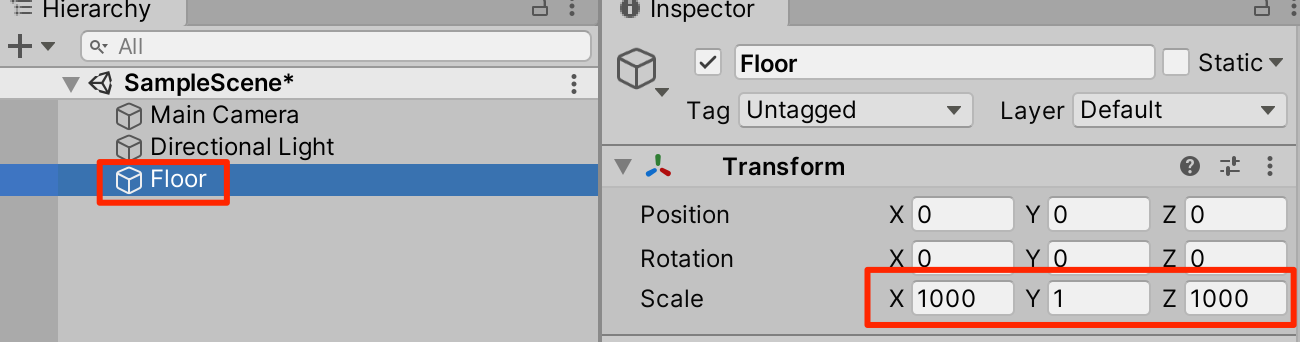 Hierarchy
All
SampleScene*
Main Camera
Directional Light
Floor
Inspector
Floor
Static
Tag Untagged Layer Default
Transform
Position X 0 Y 0 Z 0
Rotation X 0 Y 0 Z 0
Scale X 1000 Y 1 Z 1000